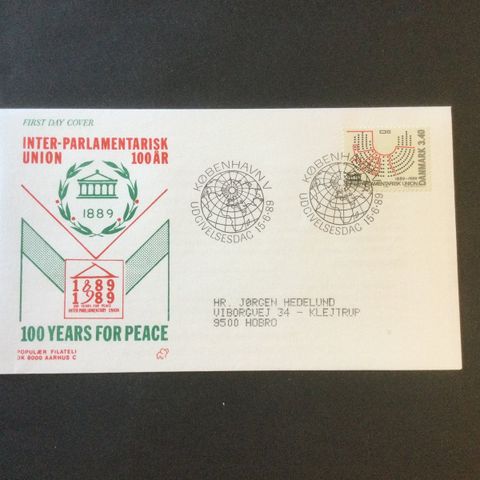 FIRST DAY COVER
INTER-PARLAMENTARISK
UNION 100 ÅR
1889
1889
1989
100 YEARS FOR PEACE
INTER PARLIAMENTARY UNION
100 YEARS FOR PEACE
POPULÆR FILATELI
DK 8000 AARHUS C
KØBENHAVN V
UDGIVELSESDAG 15-6-89
KØBENHAVN
UDGIVELSESDAG 15-6-89
DANMARK 3.40
1889-1989
PARLAMENTARISK UNION
HR. JØRGEN HEDELUND
VIBORGVEJ 34 - KLEJTRUP
9500 HOBRO